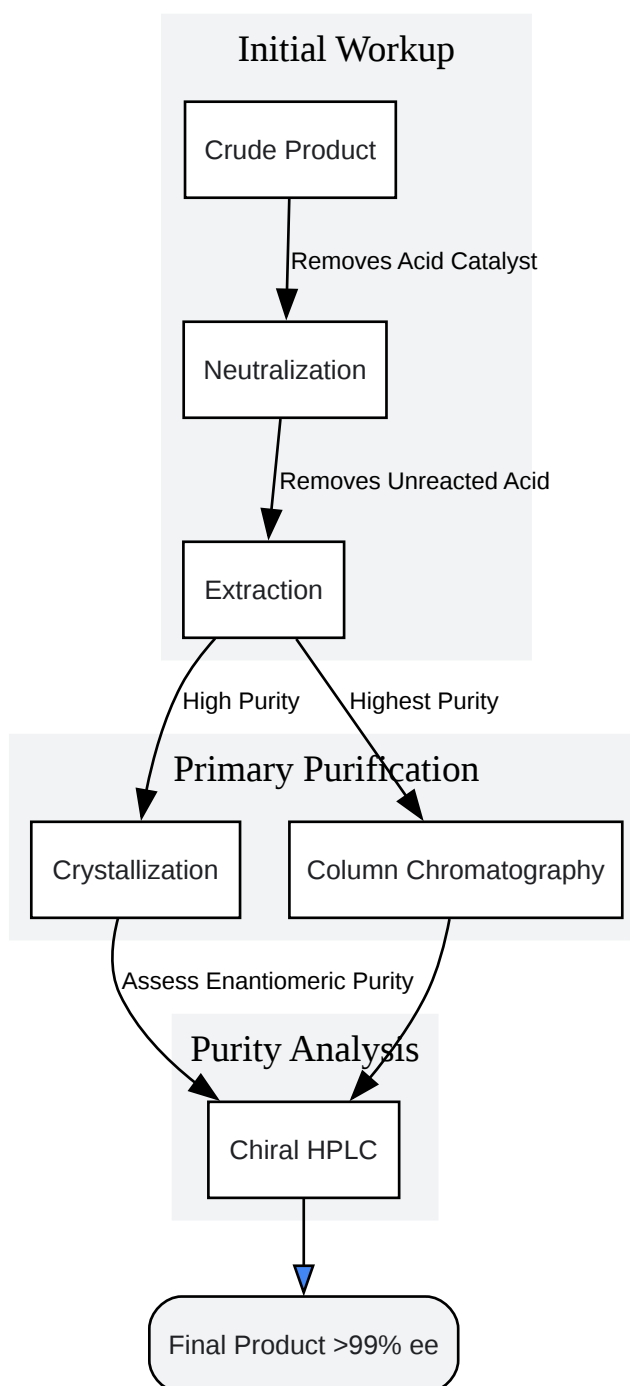 Initial Workup
Crude Product
Removes Acid Catalyst
Neutralization
Removes Unreacted Acid
Extraction
High Purity
Highest Purity
Primary Purification
Crystallization
Column Chromatography
Assess Enantiomeric Purity
Purity Analysis
Chiral HPLC
Final Product >99% ee